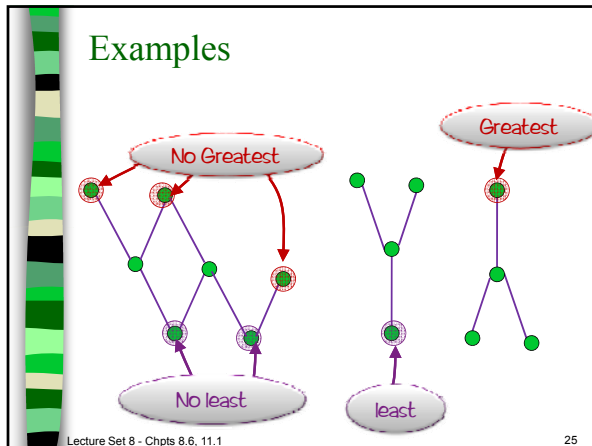 Examples
No Greatest
Greatest
No least
least
Lecture Set 8 - Chpts 8.6, 11.1
25